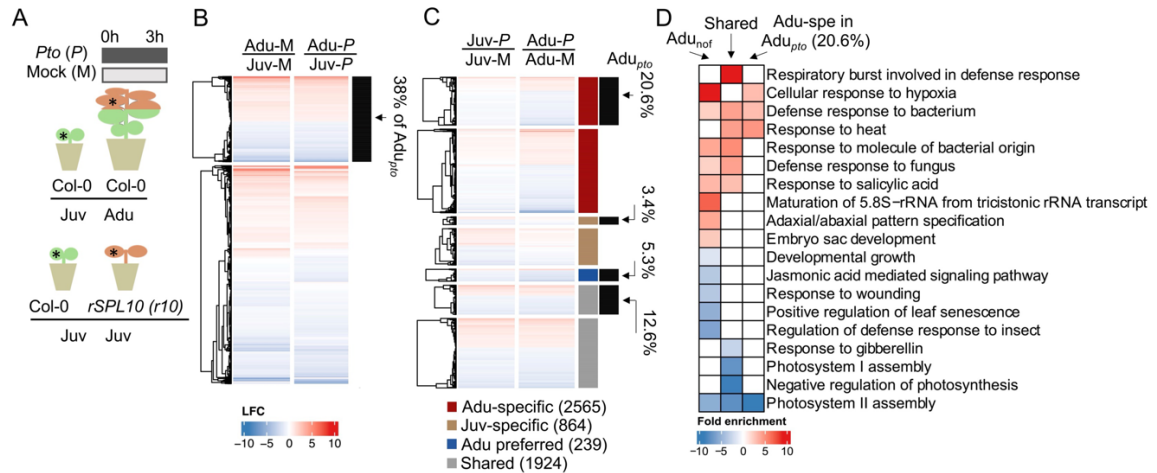 A
0h 3h
Pto (P)
Mock (M)
*
*
Col-0 Col-0
Juv Adu
*
*
Col-0 rSPL10 (r10)
Juv Juv
B
Adu-M Adu-P
Juv-M Juv-P
38% of Adupto
LFC
−10 −5 0 5 10
C
Juv-P Adu-P
Juv-M Adu-M
Adupto
20.6%
3.4%
5.3%
12.6%
Adu-specific (2565)
Juv-specific (864)
Adu preferred (239)
Shared (1924)
D
Adunof
Shared
Adu-spe in
Adupto (20.6%)
Respiratory burst involved in defense response
Cellular response to hypoxia
Defense response to bacterium
Response to heat
Response to molecule of bacterial origin
Defense response to fungus
Response to salicylic acid
Maturation of 5.8S−rRNA from tricistonic rRNA transcript
Adaxial/abaxial pattern specification
Embryo sac development
Developmental growth
Jasmonic acid mediated signaling pathway
Response to wounding
Positive regulation of leaf senescence
Regulation of defense response to insect
Response to gibberellin
Photosystem I assembly
Negative regulation of photosynthesis
Photosystem II assembly
Fold enrichment
−10 −5 0 5 10